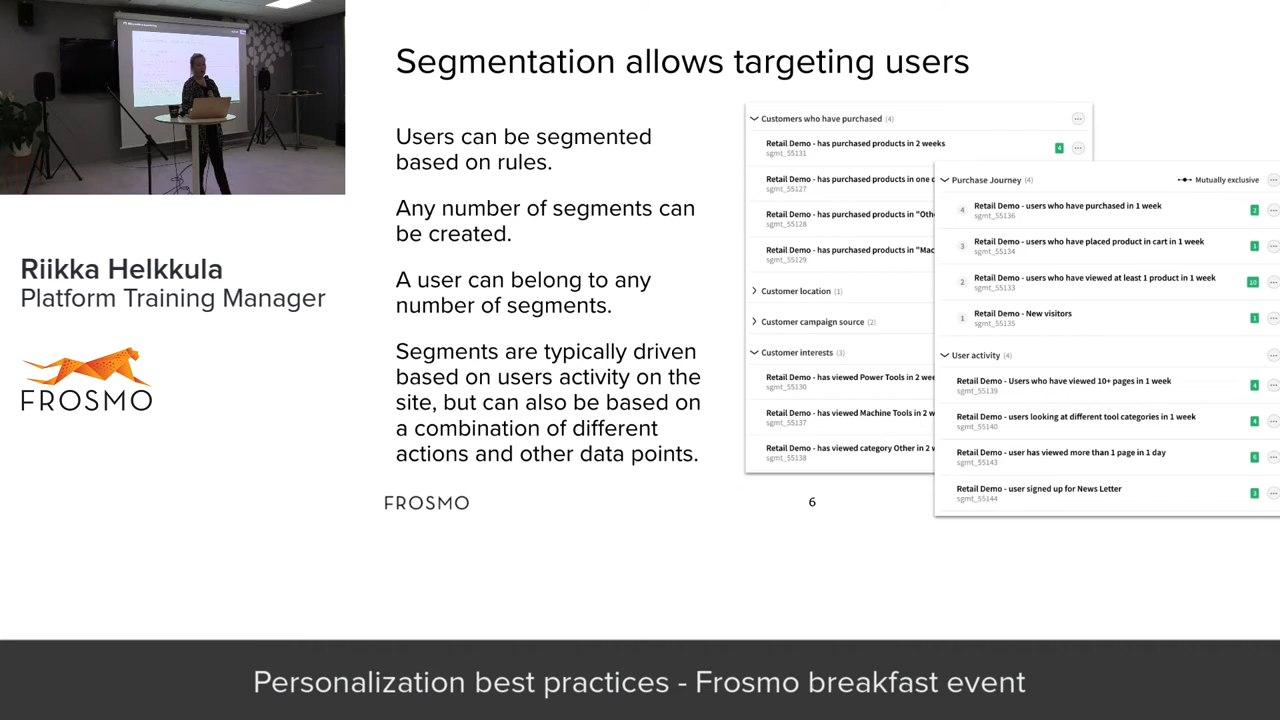 Segmentation allows targeting users
Users can be segmented
based on rules.
Any number of segments can
be created.
A user can belong to any
number of segments.
Segments are typically driven
based on users activity on the
site, but can also be based on
a combination of different
actions and other data points.
FROSMO
6
Customers who have purchased (4)
Retail Demo - has purchased products in 2 weeks
4
sgmt_55131
Retail Demo - has purchased products in one d
sgmt_55127
Retail Demo - has purchased products in "Oth
sgmt_55128
Retail Demo - has purchased products in "Mac
sgmt_55129
Customer location (1)
Customer campaign source (2)
Customer interests (3)
Retail Demo - has viewed Power Tools in 2 wee
sgmt_55130
Retail Demo - has viewed Machine Tools in 2 w
sgmt_55137
Retail Demo - has viewed category Other in 2 w
sgmt_55138
Purchase Journey (4)
Mutually exclusive
4 Retail Demo - users who have purchased in 1 week 2
sgmt_55136
3 Retail Demo - users who have placed product in cart in 1 week 1
sgmt_55134
2 Retail Demo - users who have viewed at least 1 product in 1 week 10
sgmt_55133
1 Retail Demo - New visitors 1
sgmt_55135
User activity (4)
Retail Demo - Users who have viewed 10+ pages in 1 week 4
sgmt_55139
Retail Demo - users looking at different tool categories in 1 week 4
sgmt_55140
Retail Demo - user has viewed more than 1 page in 1 day 6
sgmt_55143
Retail Demo - user signed up for News Letter 3
sgmt_55144
Riikka Helkkula
Platform Training Manager
FROSMO
Personalization best practices - Frosmo breakfast event